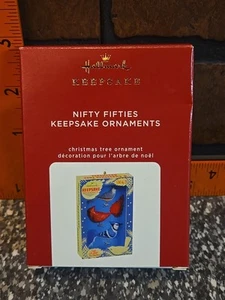 Hallmark
KEEPSAKE
NIFTY FIFTIES
KEEPSAKE ORNAMENTS
christmas tree ornament
décoration pour l'arbre de noël